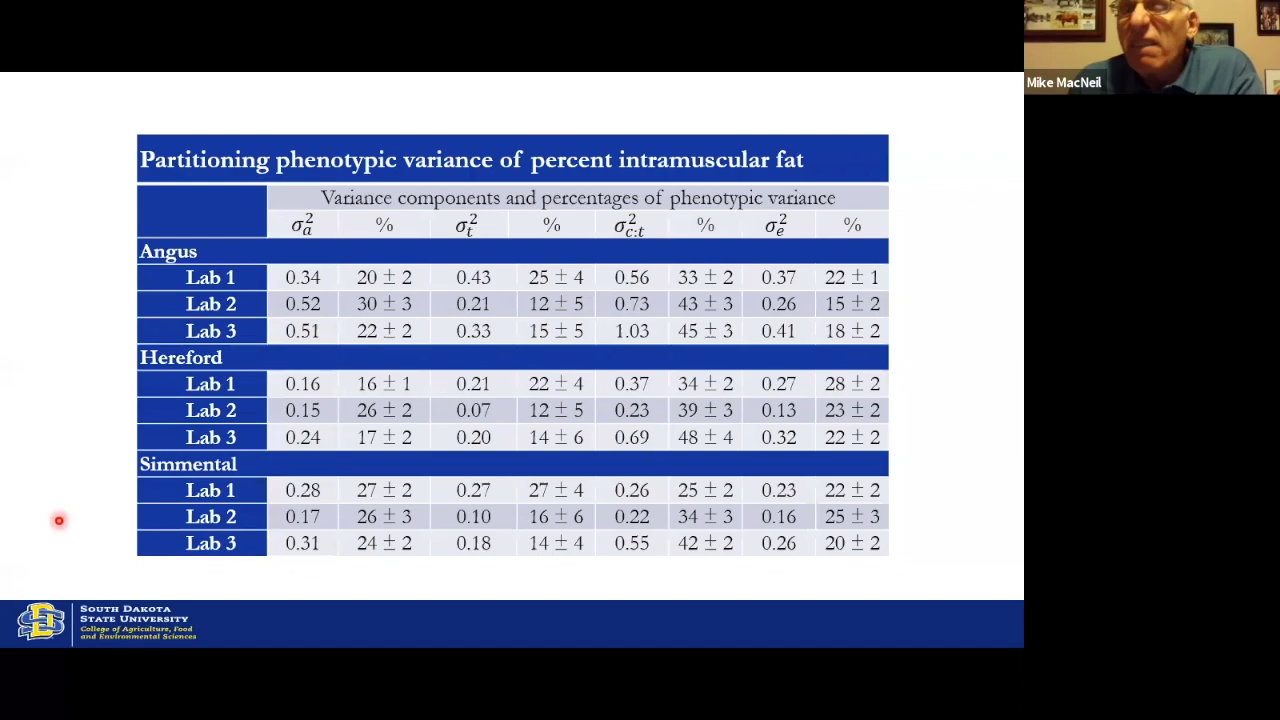 Mike MacNeil
Partitioning phenotypic variance of percent intramuscular fat
Variance components and percentages of phenotypic variance
σ²ₐ % σ²ₜ % σ²c:t % σ²ₑ %
Angus
Lab 1 0.34 20 ± 2 0.43 25 ± 4 0.56 33 ± 2 0.37 22 ± 1
Lab 2 0.52 30 ± 3 0.21 12 ± 5 0.73 43 ± 3 0.26 15 ± 2
Lab 3 0.51 22 ± 2 0.33 15 ± 5 1.03 45 ± 3 0.41 18 ± 2
Hereford
Lab 1 0.16 16 ± 1 0.21 22 ± 4 0.37 34 ± 2 0.27 28 ± 2
Lab 2 0.15 26 ± 2 0.07 12 ± 5 0.23 39 ± 3 0.13 23 ± 2
Lab 3 0.24 17 ± 2 0.20 14 ± 6 0.69 48 ± 4 0.32 22 ± 2
Simmental
Lab 1 0.28 27 ± 2 0.27 27 ± 4 0.26 25 ± 2 0.23 22 ± 2
Lab 2 0.17 26 ± 3 0.10 16 ± 6 0.22 34 ± 3 0.16 25 ± 3
Lab 3 0.31 24 ± 2 0.18 14 ± 4 0.55 42 ± 2 0.26 20 ± 2
SOUTH DAKOTA
STATE UNIVERSITY
College of Agriculture, Food
and Environmental Sciences